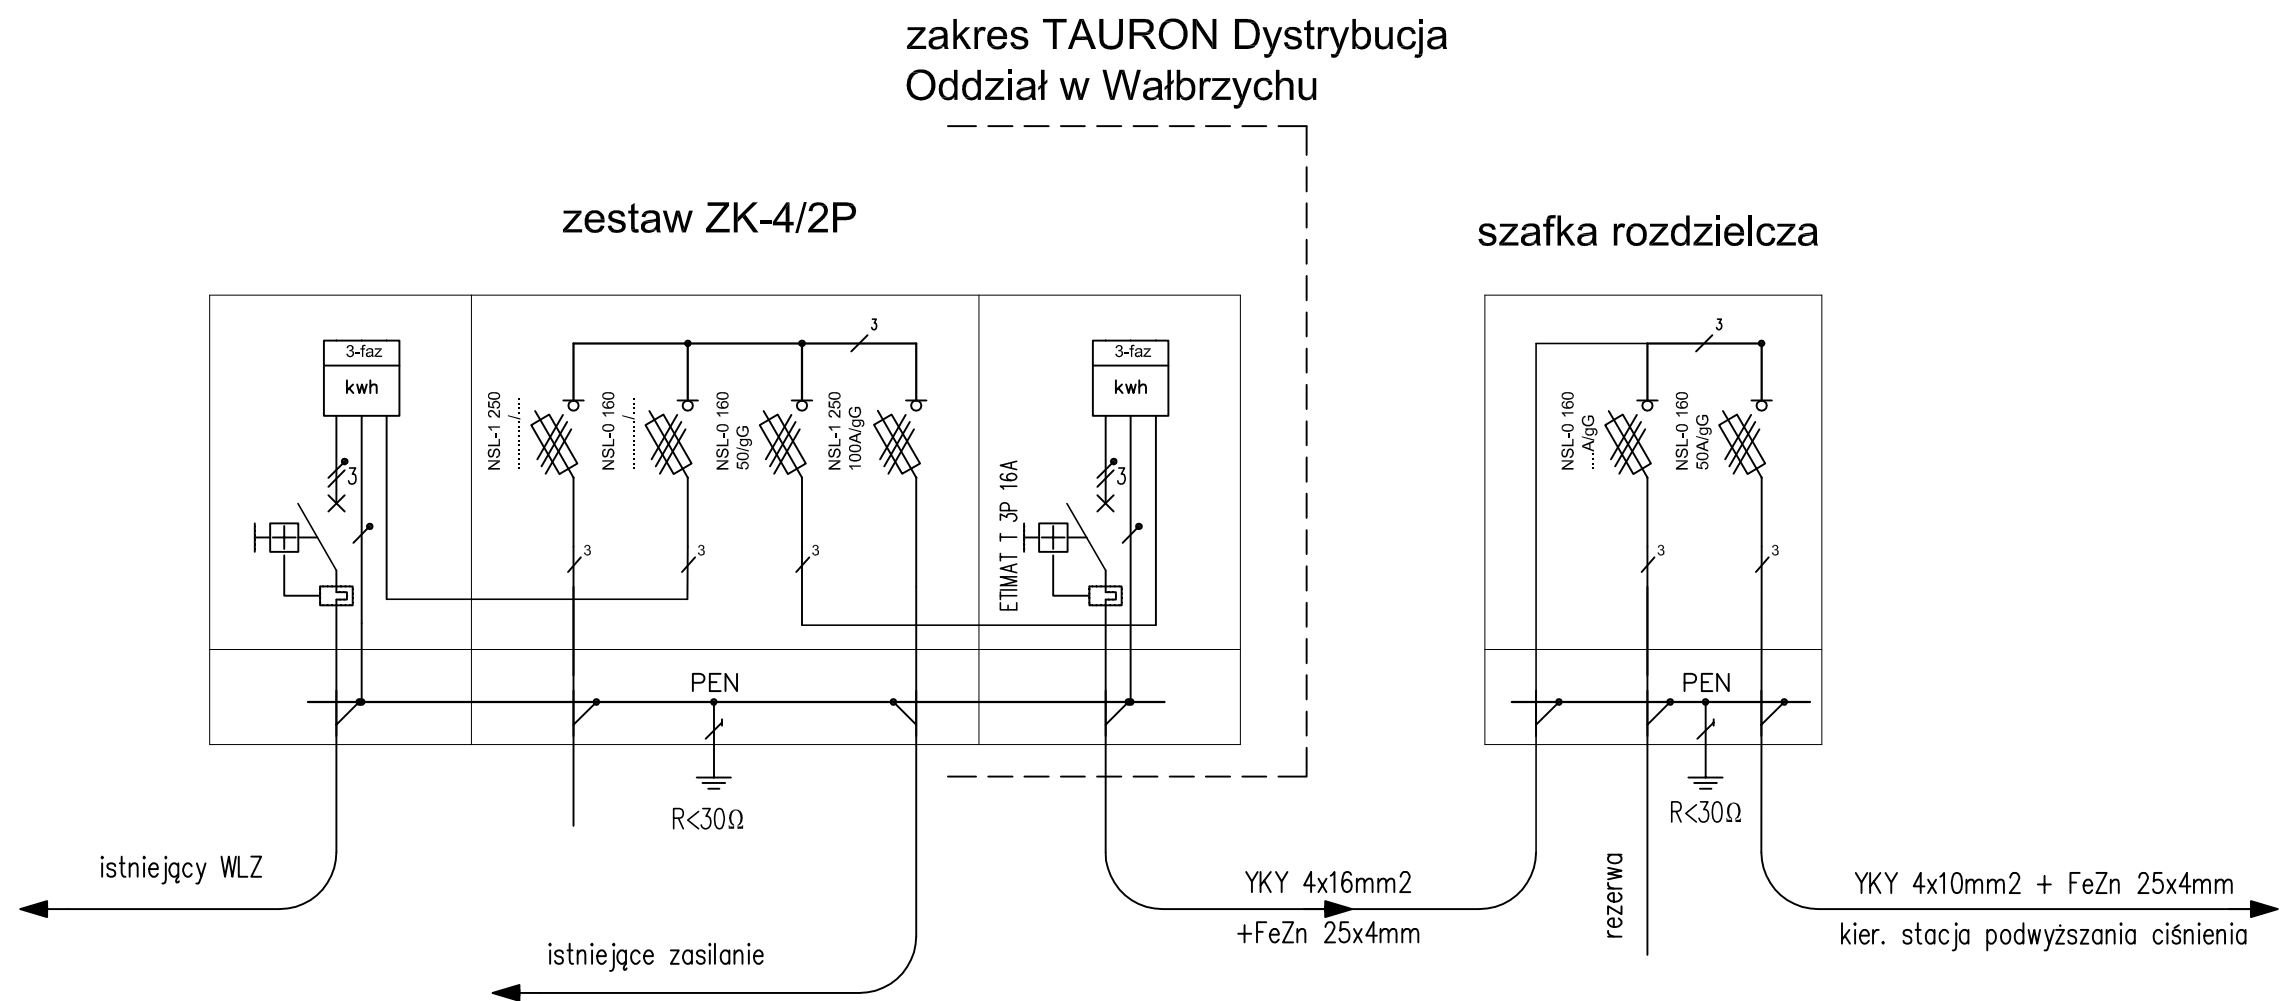 zakres TAURON Dystrybucja
Oddział w Wałbrzychu
zestaw ZK-4/2P
szafka rozdzielcza
3-faz
kwh
3
NSL-1 250
........../..........
NSL-0 160
........../..........
NSL-0 160
50/gG
NSL-1 250
100A/gG
3
3
3
3
ETIMAT T 3P 16A
3-faz
kwh
3
PEN
R<30Ω
3
NSL-0 160
.....A/gG
NSL-0 160
50A/gG
3
3
PEN
R<30Ω
istniejący WLZ
istniejące zasilanie
YKY 4x16mm2
+FeZn 25x4mm
rezerwa
YKY 4x10mm2 + FeZn 25x4mm
kier. stacja podwyższania ciśnienia